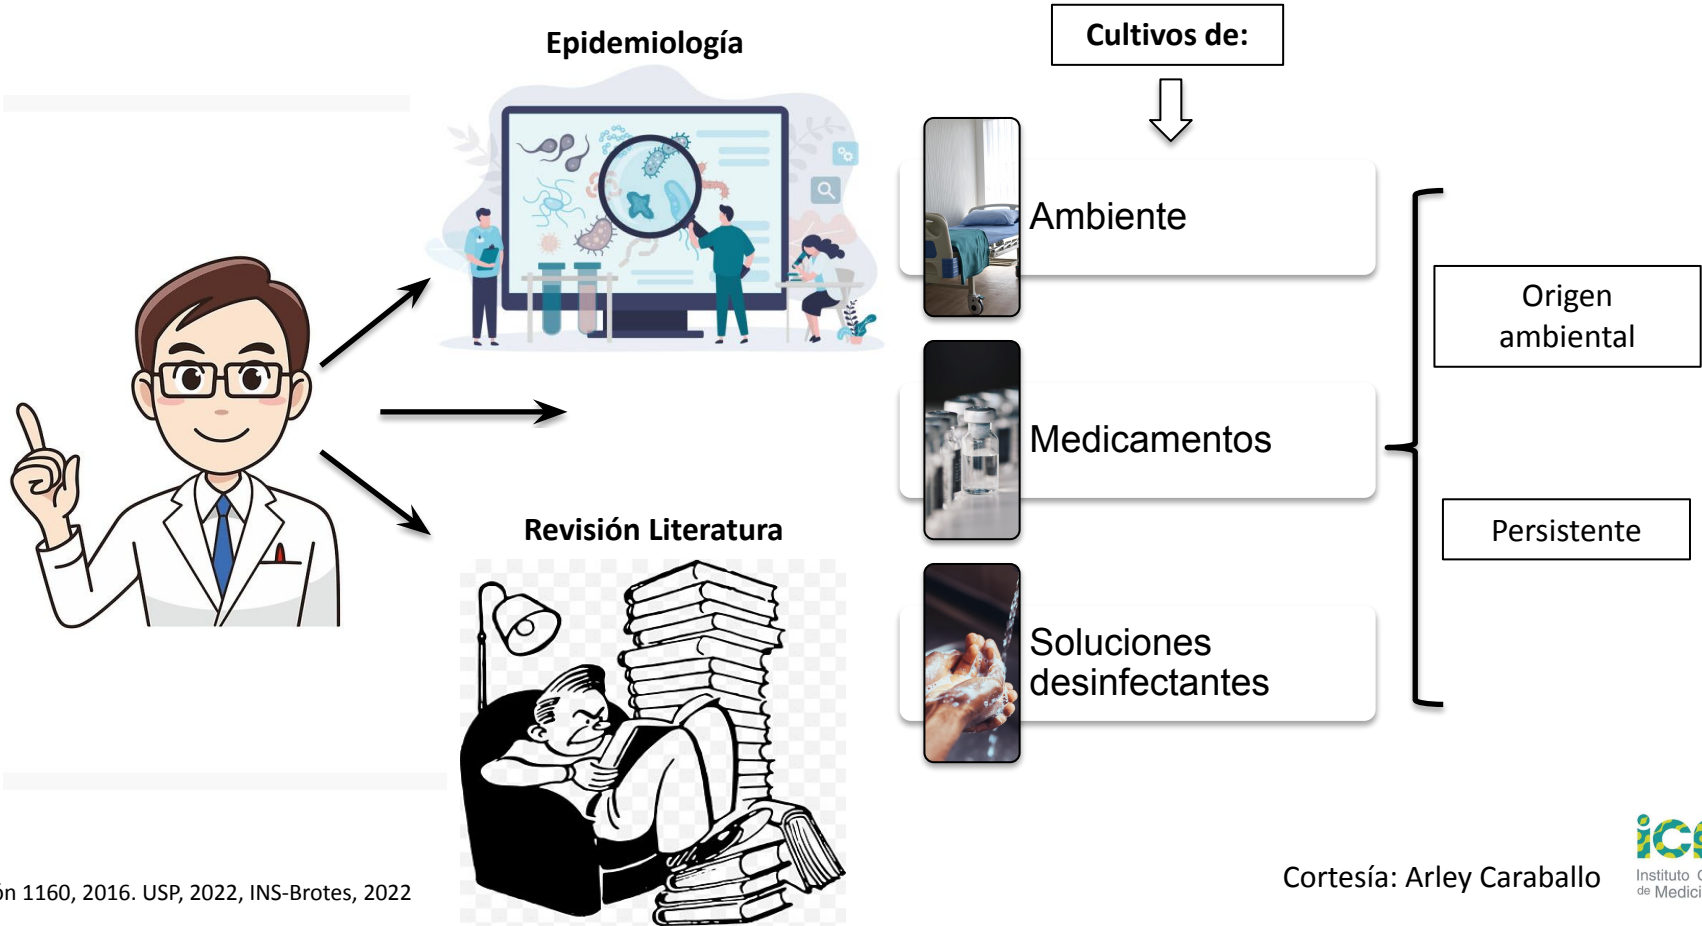 Epidemiología
Cultivos de:
Ambiente
Origen
ambiental
Medicamentos
Revisión Literatura
Persistente
Soluciones
desinfectantes
1160, 2016. USP, 2022, INS-Brotes, 2022
Cortesía: Arley Caraballo
Instituto
de